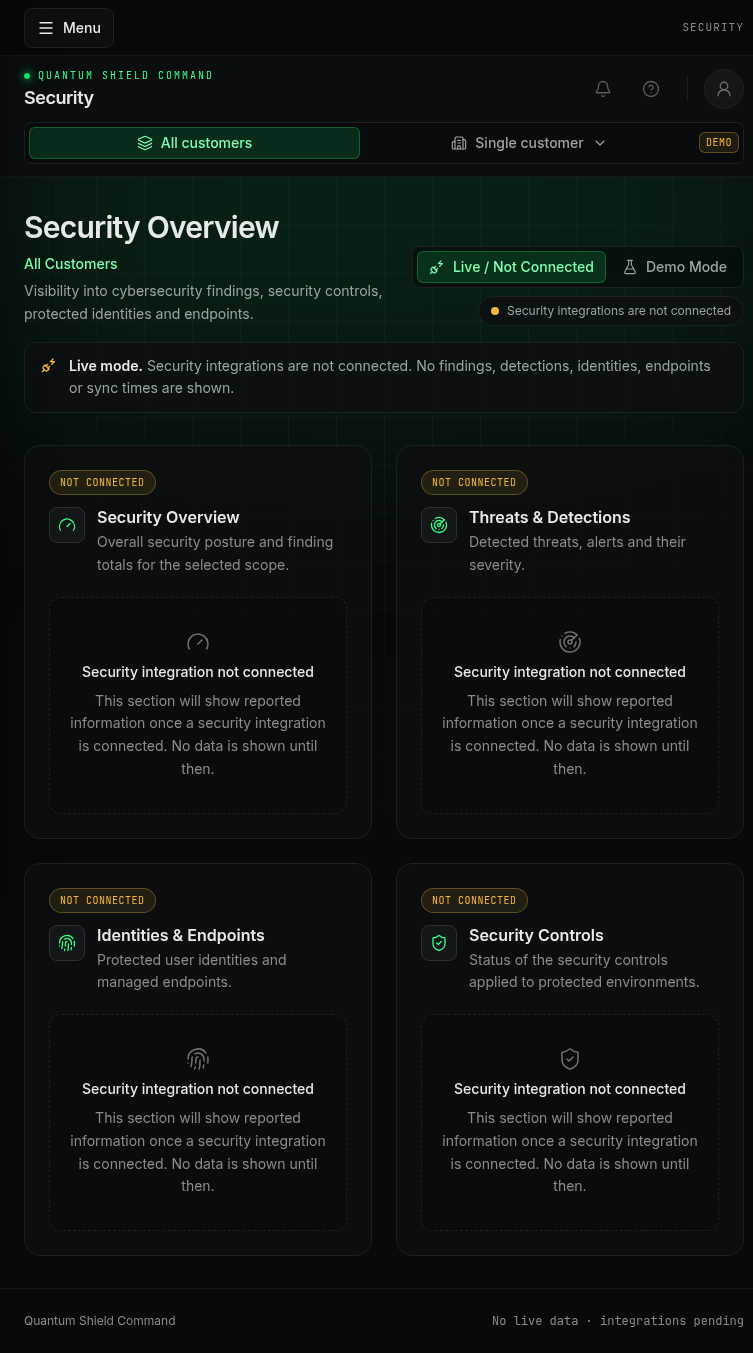 Menu
SECURITY
QUANTUM SHIELD COMMAND
Security
All customers
Single customer
DEMO
Security Overview
All Customers
Visibility into cybersecurity findings, security controls,
protected identities and endpoints.
Live / Not Connected
Demo Mode
Security integrations are not connected
Live mode. Security integrations are not connected. No findings, detections, identities, endpoints
or sync times are shown.
NOT CONNECTED
Security Overview
Overall security posture and finding
totals for the selected scope.
Security integration not connected
This section will show reported
information once a security integration
is connected. No data is shown until
then.
NOT CONNECTED
Threats & Detections
Detected threats, alerts and their
severity.
Security integration not connected
This section will show reported
information once a security integration
is connected. No data is shown until
then.
NOT CONNECTED
Identities & Endpoints
Protected user identities and
managed endpoints.
Security integration not connected
This section will show reported
information once a security integration
is connected. No data is shown until
then.
NOT CONNECTED
Security Controls
Status of the security controls
applied to protected environments.
Security integration not connected
This section will show reported
information once a security integration
is connected. No data is shown until
then.
Quantum Shield Command
No live data · integrations pending